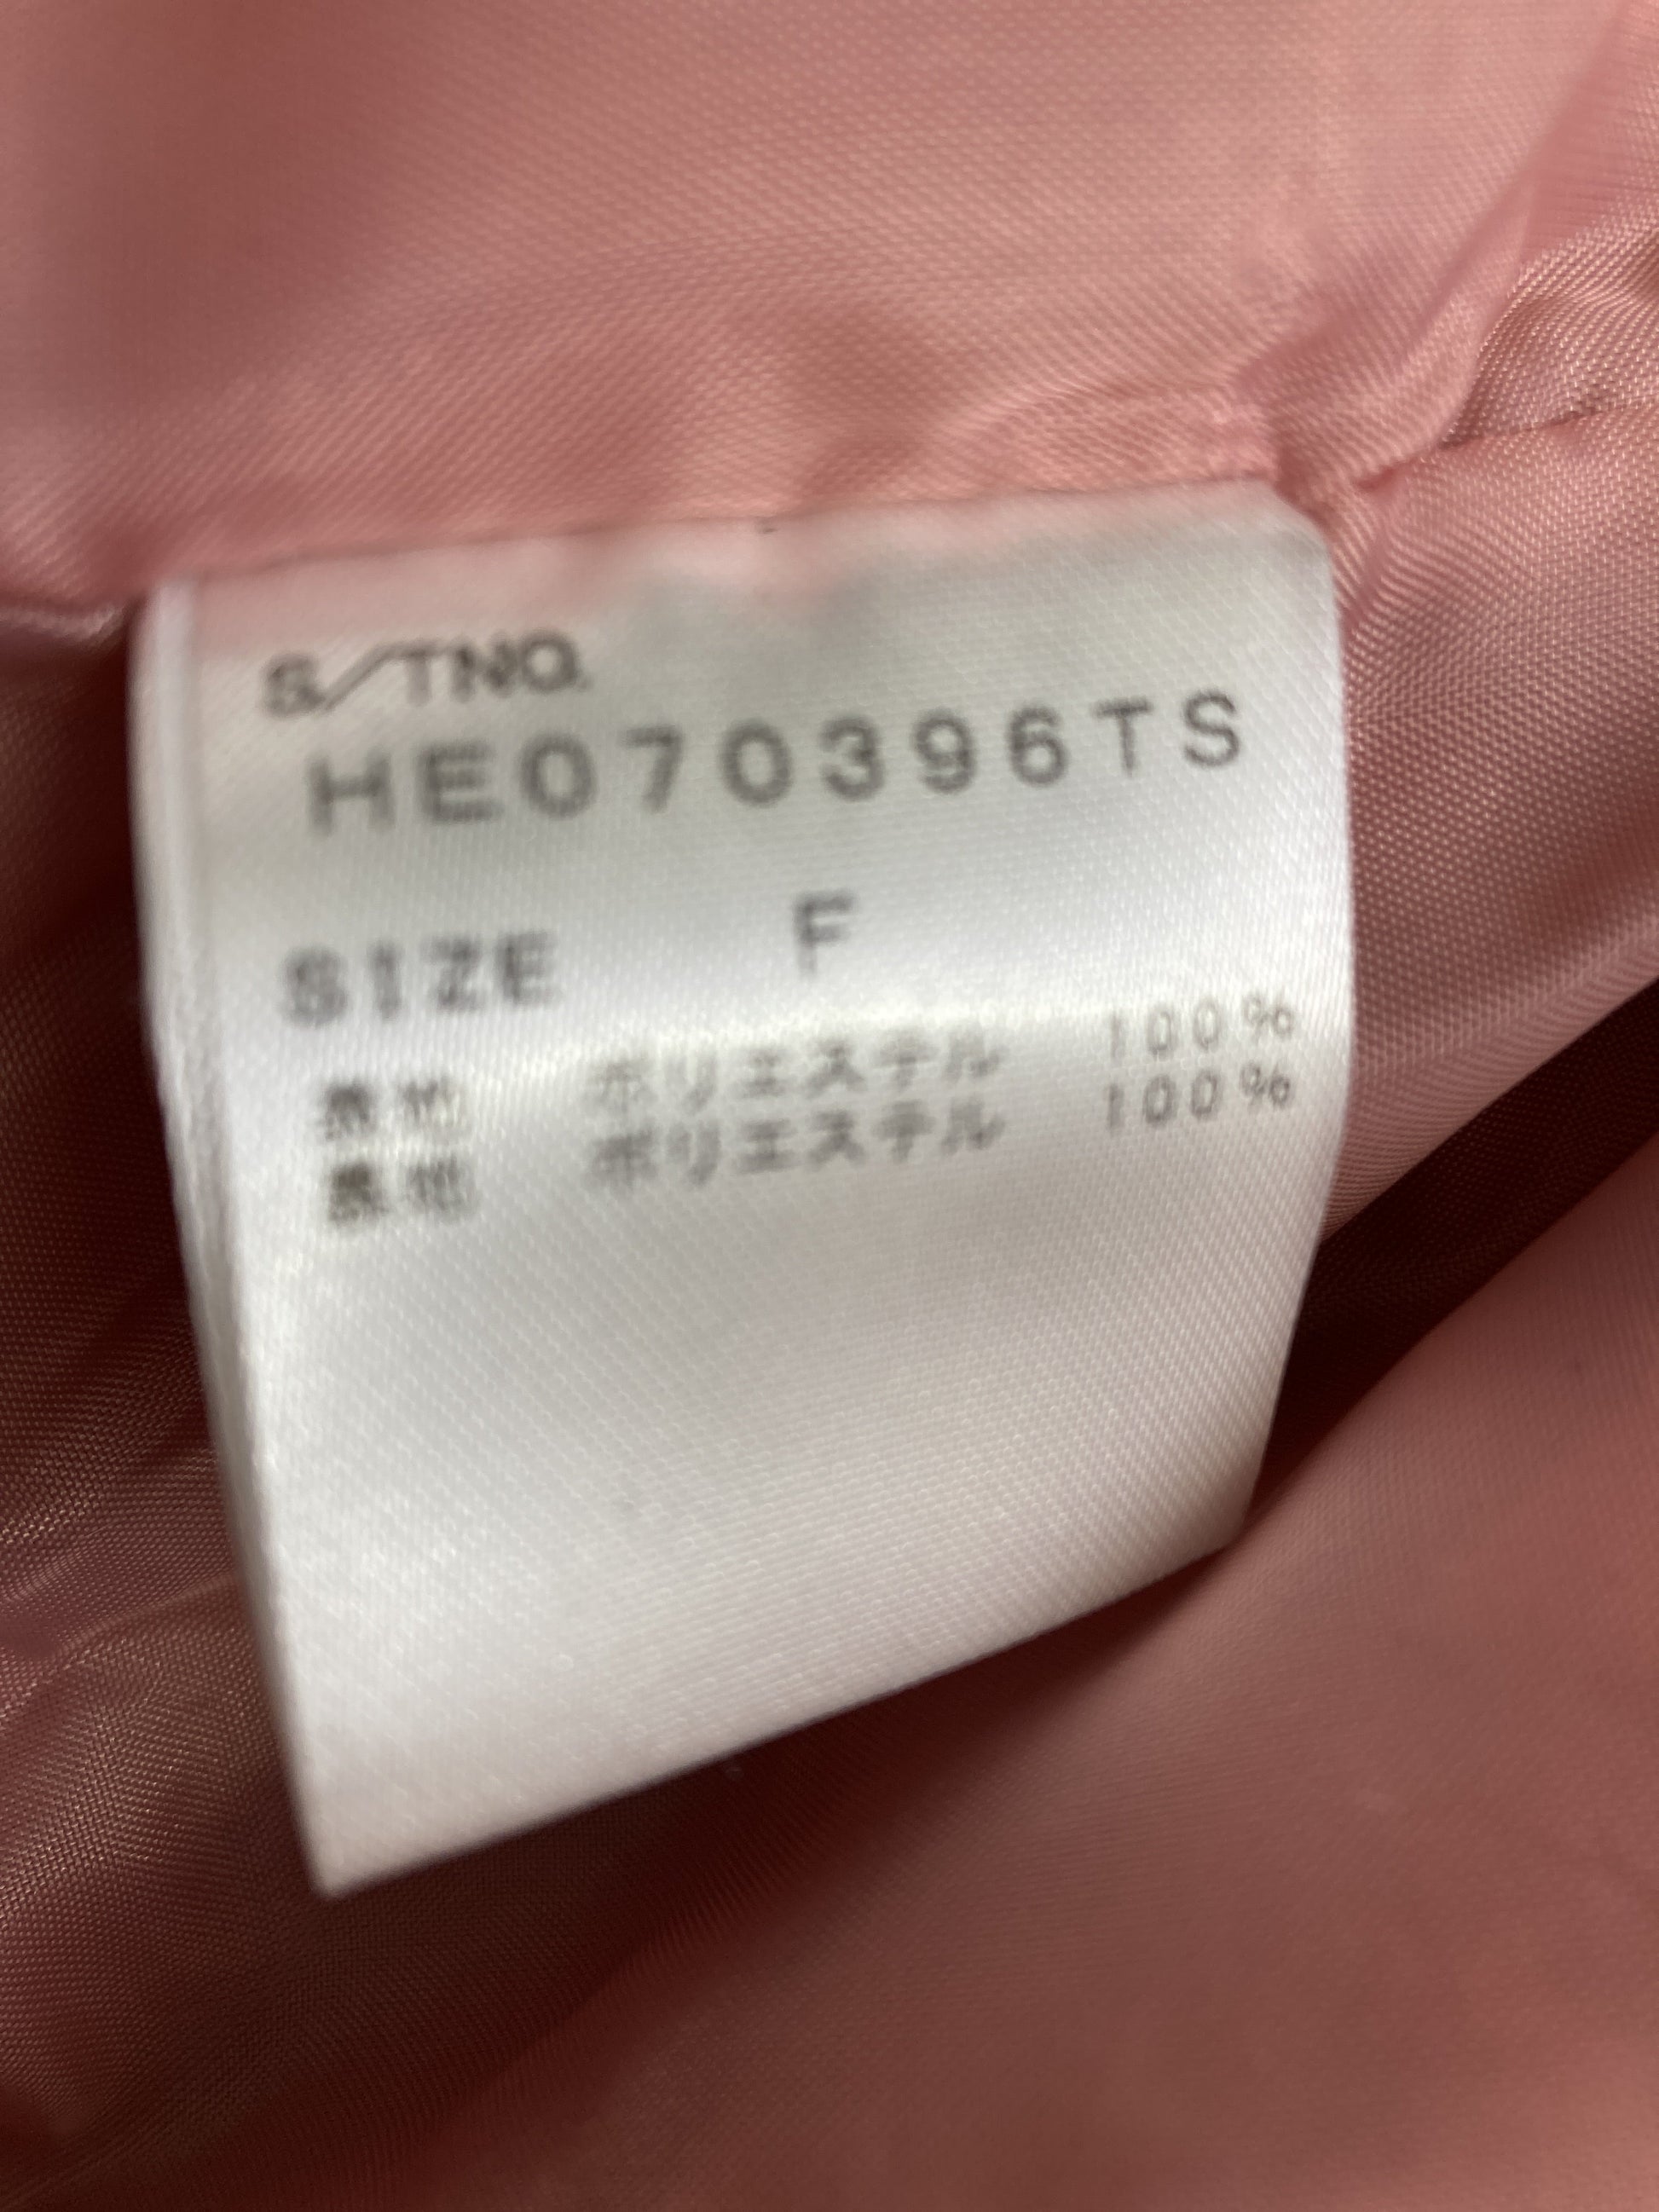 S/TNO.
HE070396TS
SIZE F
表地 ポリエステル 100%
裏地 ポリエステル 100%